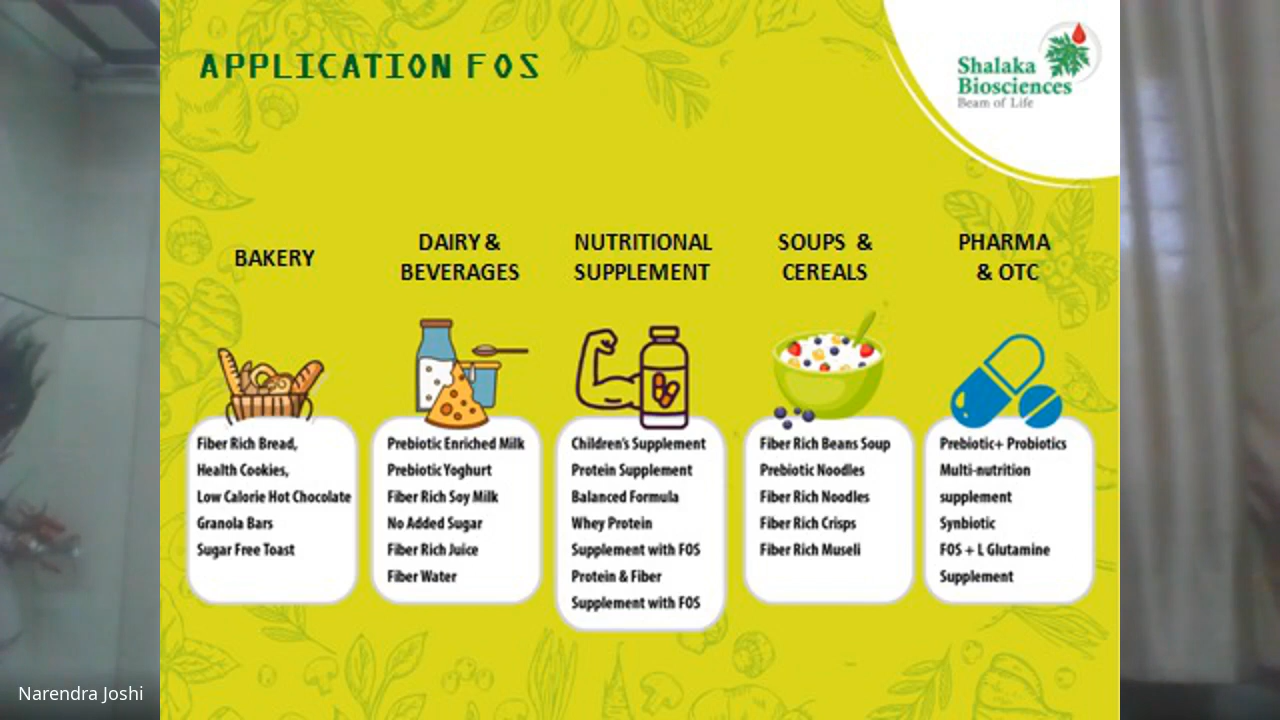 APPLICATION FOS
Shalaka
Biosciences
Beam of Life
BAKERY
Fiber Rich Bread,
Health Cookies,
Low Calorie Hot Chocolate
Granola Bars
Sugar Free Toast
DAIRY &
BEVERAGES
Prebiotic Enriched Milk
Prebiotic Yoghurt
Fiber Rich Soy Milk
No Added Sugar
Fiber Rich Juice
Fiber Water
NUTRITIONAL
SUPPLEMENT
Children's Supplement
Protein Supplement
Balanced Formula
Whey Protein
Supplement with FOS
Protein & Fiber
Supplement with FOS
SOUPS & 
CEREALS
Fiber Rich Beans Soup
Prebiotic Noodles
Fiber Rich Noodles
Fiber Rich Crisps
Fiber Rich Museli
PHARMA
& OTC
Prebiotic+ Probiotics
Multi-nutrition
supplement
Synbiotic
FOS + L Glutamine
Supplement
Narendra Joshi